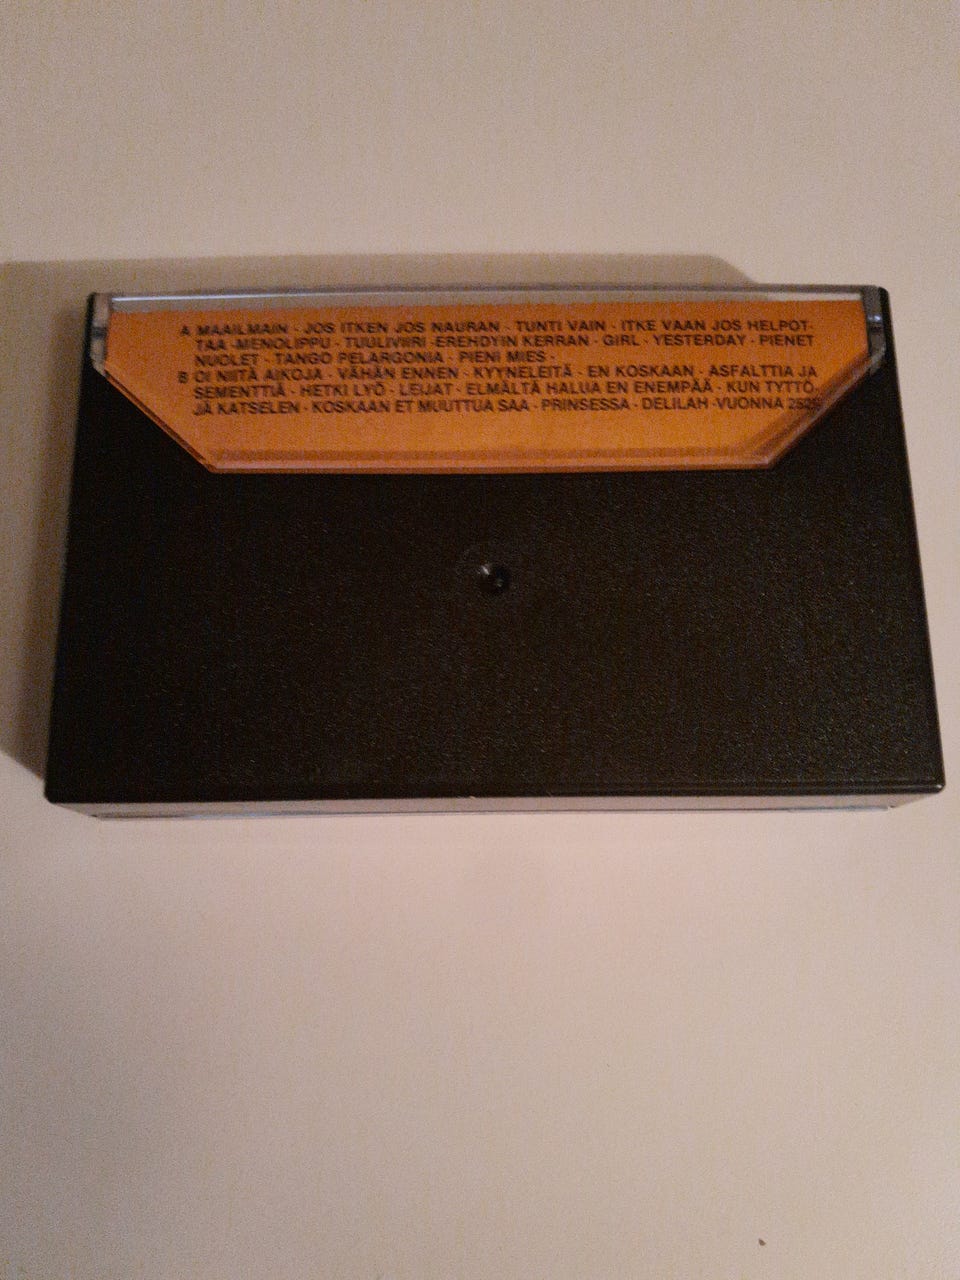 A MAAILMAIN - JOS ITKEN JOS NAURAN - TUNTI VAIN - ITKE VAAN JOS HELPOT-
TAA -MENOLIPPU - TUULIVIIRI -EREHDYIN KERRAN - GIRL - YESTERDAY - PIENET
NUOLET - TANGO PELARGONIA - PIENI MIES -
B OI NIITÄ AIKOJA - VÄHÄN ENNEN - KYYNELEITÄ - EN KOSKAAN - ASFALTTIA JA
SEMENTTIÄ - HETKI LYÖ - LEIJAT - ELMÄLTÄ HALUA EN ENEMPÄÄ - KUN TYTTÖ-
JÄ KATSELEN - KOSKAAN ET MUUTTUA SAA - PRINSESSA - DELILAH -VUONNA 2525